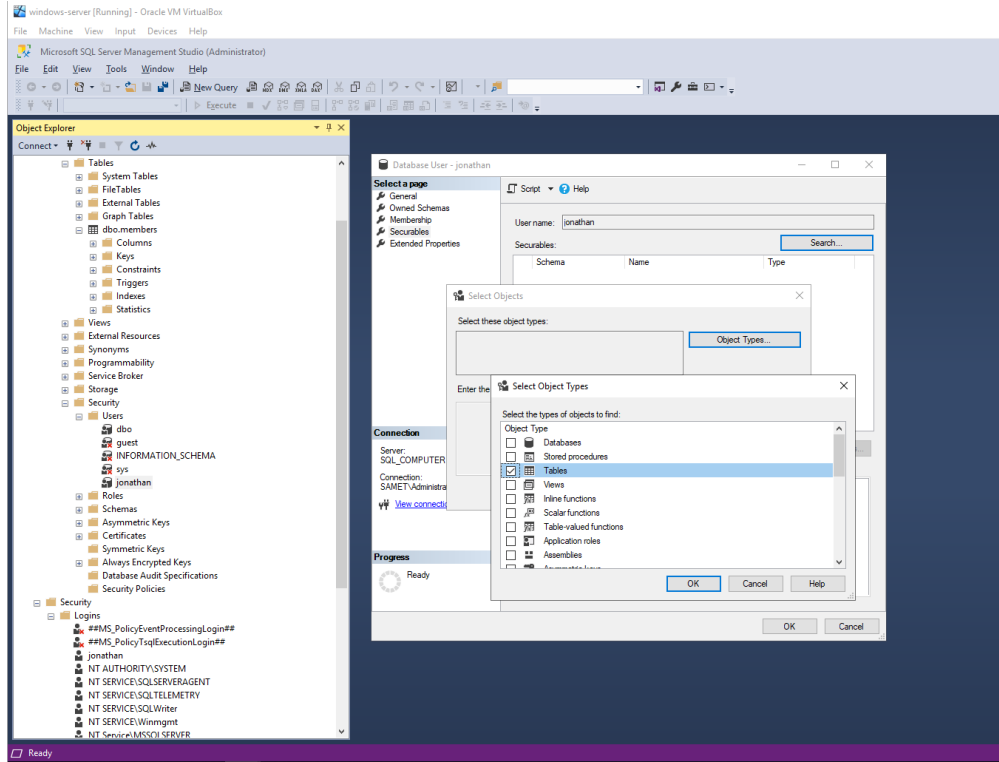 windows-server [Running] - Oracle VM VirtualBox
File Machine View Input Devices Help
Microsoft SQL Server Management Studio (Administrator)
File Edit View Tools Window Help
New Query
Execute
Object Explorer
Connect
Tables
System Tables
FileTables
External Tables
Graph Tables
dbo.members
Columns
Keys
Constraints
Triggers
Indexes
Statistics
Views
External Resources
Synonyms
Programmability
Service Broker
Storage
Security
Users
dbo
guest
INFORMATION_SCHEMA
sys
jonathan
Roles
Schemas
Asymmetric Keys
Certificates
Symmetric Keys
Always Encrypted Keys
Database Audit Specifications
Security Policies
Security
Logins
##MS_PolicyEventProcessingLogin##
##MS_PolicyTsqlExecutionLogin##
jonathan
NT AUTHORITY\SYSTEM
NT SERVICE\SQLSERVERAGENT
NT SERVICE\SQLTELEMETRY
NT SERVICE\SQLWriter
NT SERVICE\Winmgmt
NT Service\MSSQLSERVER
Database User - jonathan
Select a page
General
Owned Schemas
Membership
Securables
Extended Properties
Script Help
User name: jonathan
Securables: Search...
Schema Name Type
Connection
Server:
SQL_COMPUTER
Connection:
SAMET\Administra
View connecti
Progress
Ready
OK Cancel
Select Objects
Select these object types:
Object Types...
Enter the
Select Object Types
Select the types of objects to find:
Object Type
Databases
Stored procedures
Tables
Views
Inline functions
Scalar functions
Table-valued functions
Application roles
Assemblies
OK Cancel Help
Ready